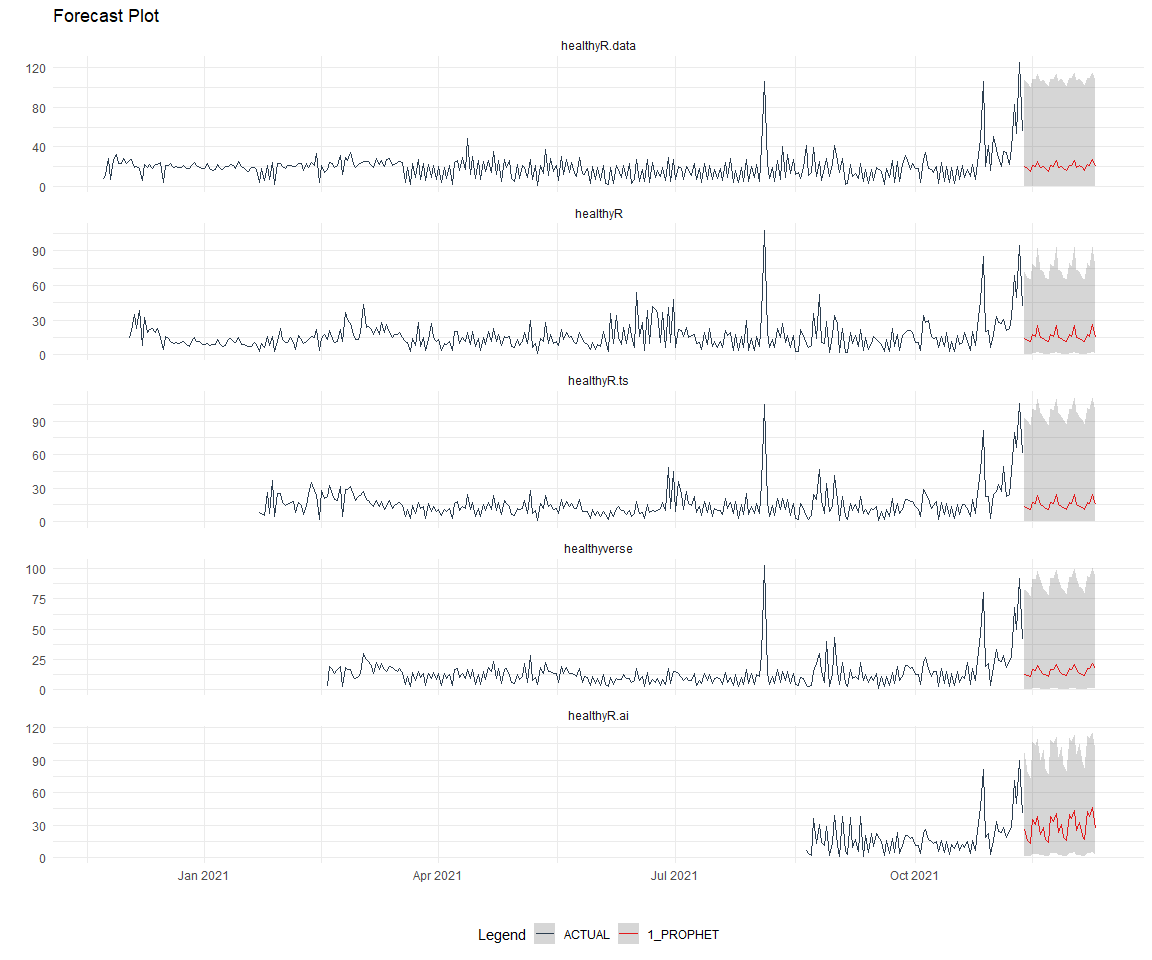 Forecast Plot
healthyR.data
120
80
40
0
healthyR
90
60
30
0
healthyR.ts
90
60
30
0
healthyverse
100
75
50
25
0
healthyR.ai
120
90
60
30
0
Jan 2021 Apr 2021 Jul 2021 Oct 2021
Legend ACTUAL 1_PROPHET